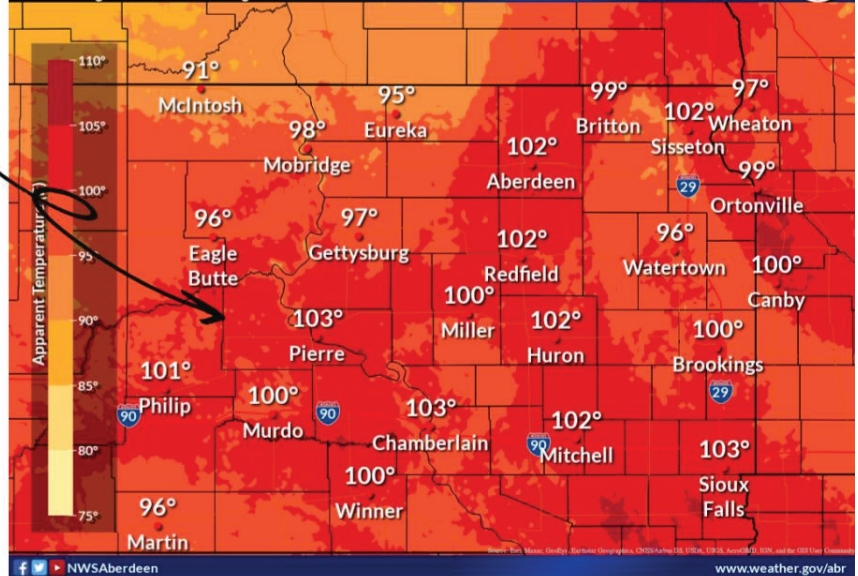 110°
105°
100°
95°
90°
85°
80°
75°
91°
McIntosh
95°
Eureka
98°
Mobridge
99°
Britton
102°
Sisseton
97°
Wheaton
102°
Aberdeen
29
99°
Ortonville
96°
Eagle
Butte
97°
Gettysburg
102°
Redfield
96°
Watertown
100°
Canby
103°
Pierre
100°
Miller
102°
Huron
100°
Brookings
29
101°
Philip
90
100°
Murdo
90
103°
Chamberlain
102°
Mitchell
90
103°
Sioux
Falls
100°
Winner
96°
Martin
NWSAberdeen
www.weather.gov/abr